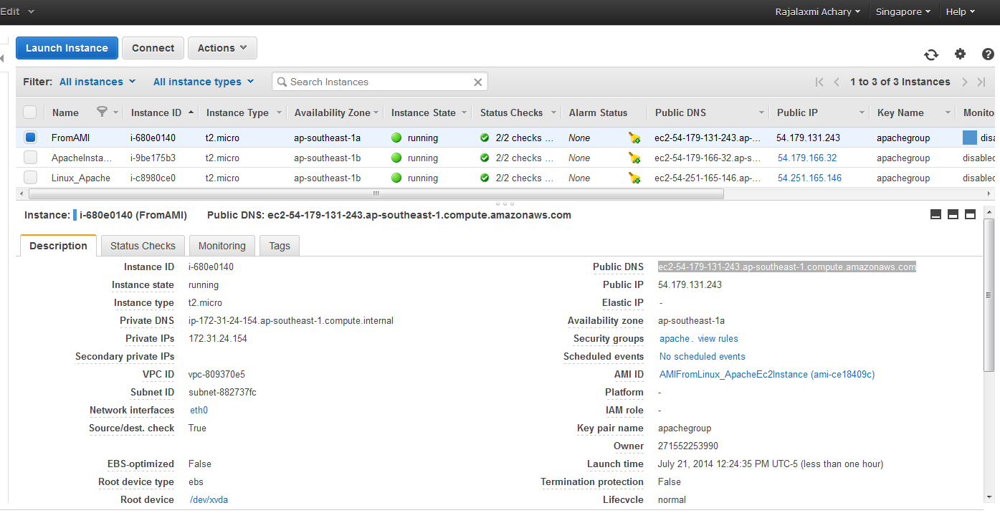 Edit Rajalaxmi Achary Singapore Help
Launch Instance Connect Actions
Filter: All instances All instance types Search Instances 1 to 3 of 3 Instances
Name Instance ID Instance Type Availability Zone Instance State Status Checks Alarm Status Public DNS Public IP Key Name Monito
FromAMI i-680e0140 t2.micro ap-southeast-1a running 2/2 checks ... None ec2-54-179-131-243.ap-... 54.179.131.243 apachegroup disa
ApacheInsta... i-9be175b3 t2.micro ap-southeast-1b running 2/2 checks ... None ec2-54-179-166-32.ap-s... 54.179.166.32 apachegroup disabled
Linux_Apache i-c8980ce0 t2.micro ap-southeast-1b running 2/2 checks ... None ec2-54-251-165-146.ap-... 54.251.165.146 apachegroup disabled
Instance: i-680e0140 (FromAMI) Public DNS: ec2-54-179-131-243.ap-southeast-1.compute.amazonaws.com
Description Status Checks Monitoring Tags
Instance ID i-680e0140 Public DNS ec2-54-179-131-243.ap-southeast-1.compute.amazonaws.com
Instance state running Public IP 54.179.131.243
Instance type t2.micro Elastic IP -
Private DNS ip-172-31-24-154.ap-southeast-1.compute.internal Availability zone ap-southeast-1a
Private IPs 172.31.24.154 Security groups apache . view rules
Secondary private IPs Scheduled events No scheduled events
VPC ID vpc-809370e5 AMI ID AMIFromLinux_ApacheEc2Instance (ami-ce18409c)
Subnet ID subnet-882737fc Platform -
Network interfaces eth0 IAM role -
Source/dest. check True Key pair name apachegroup
Owner 271552253990
EBS-optimized False Launch time July 21, 2014 12:24:35 PM UTC-5 (less than one hour)
Root device type ebs Termination protection False
Root device /dev/xvda Lifecycle normal